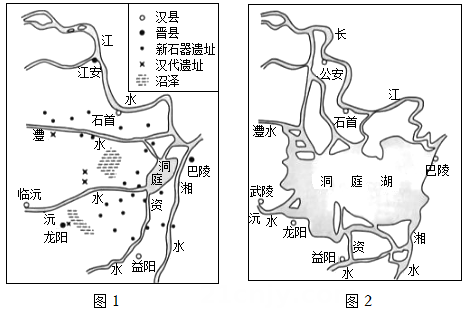 汉县
晋县
新石器遗址
汉代遗址
沼泽
江
江安
水
石首
澧
水
洞
庭
巴陵
湘
临沅
水
资
沅
龙阳
水
益阳
水
图 1
长
公安
江
石首
澧水
巴陵
洞庭湖
武陵
沅
水
龙阳
湘
资
益阳
水
水
图 2